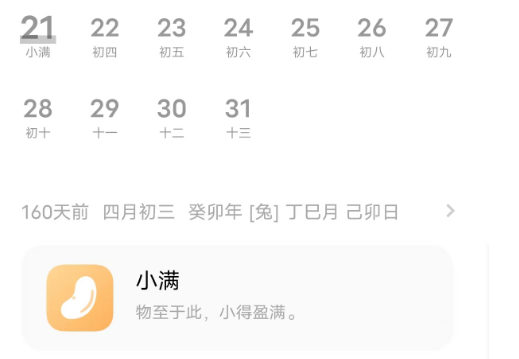 21 22 23 24 25 26 27
小满 初四 初五 初六 初七 初八 初九
28 29 30 31
初十 十一 十二 十三
160天前 四月初三 癸卯年 [兔] 丁巳月 己卯日
小满
物至于此，小得盈满。